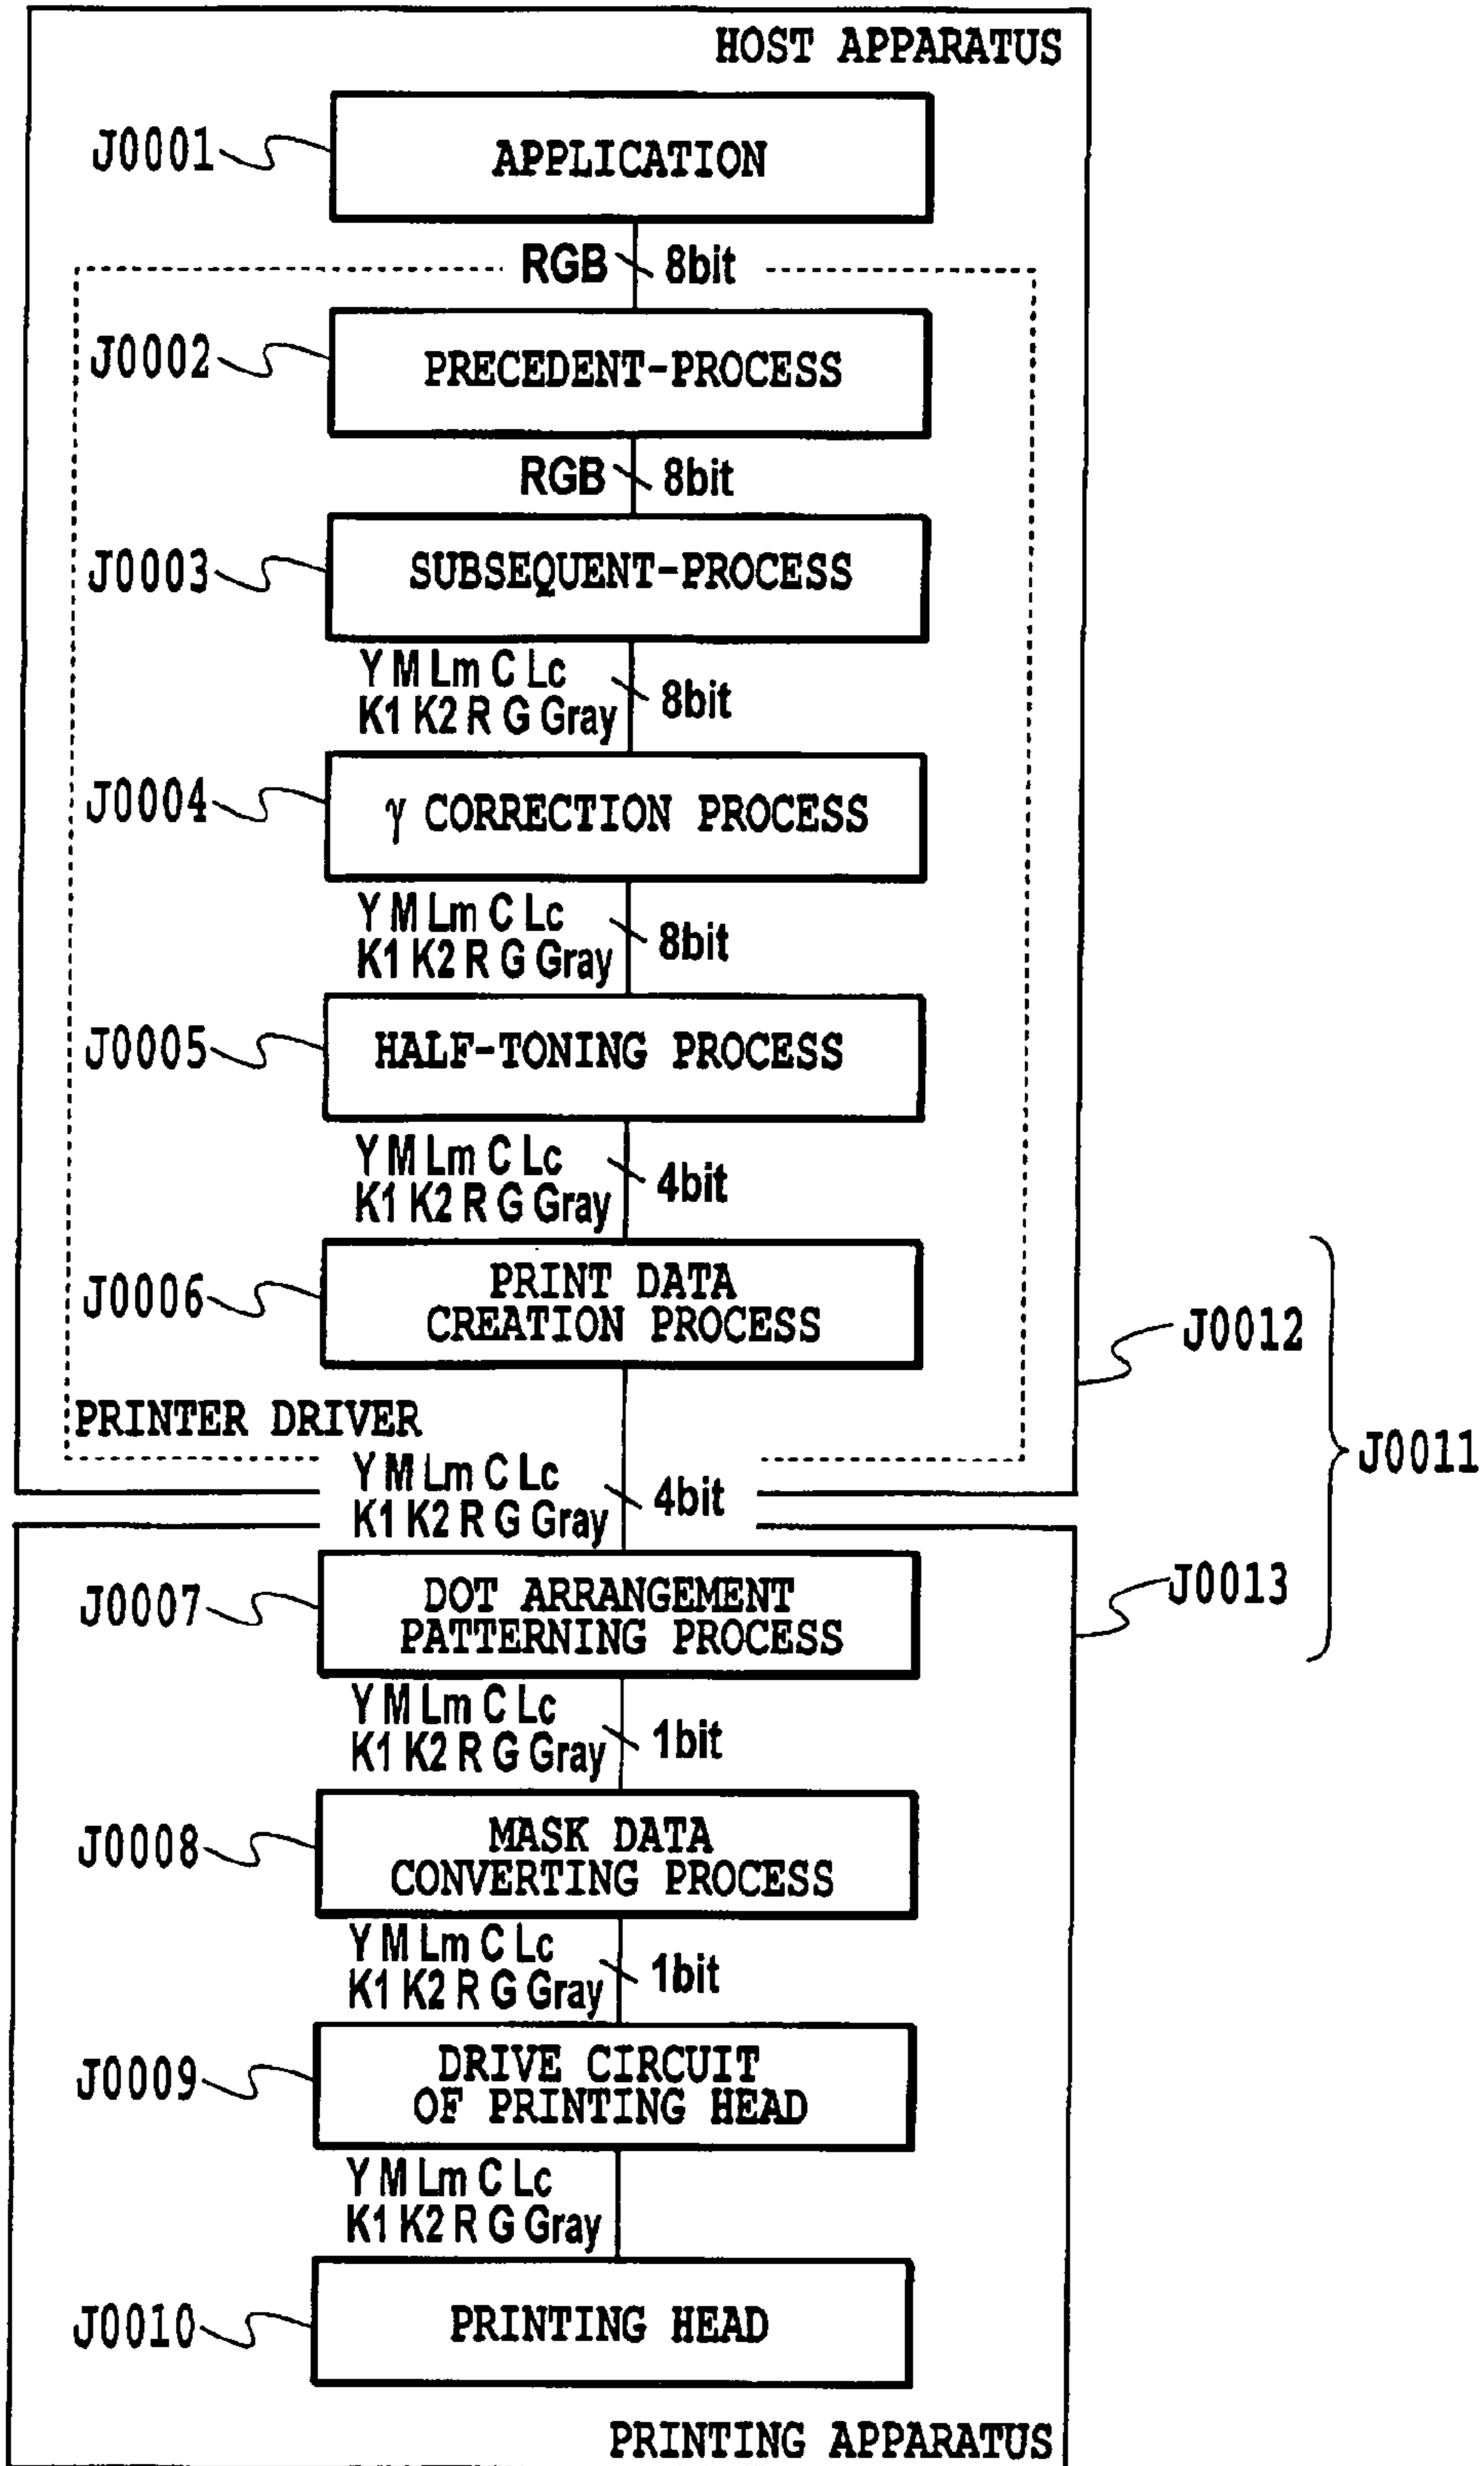 HOST APPARATUS
J0001
APPLICATION
RGB 8bit
J0002
PRECEDENT-PROCESS
RGB 8bit
J0003
SUBSEQUENT-PROCESS
Y M Lm C Lc
K1 K2 R G Gray
8bit
J0004
γ CORRECTION PROCESS
Y M Lm C Lc
K1 K2 R G Gray
8bit
J0005
HALF-TONING PROCESS
Y M Lm C Lc
K1 K2 R G Gray
4bit
J0006
PRINT DATA
CREATION PROCESS
J0012
J0011
PRINTER DRIVER
Y M Lm C Lc
K1 K2 R G Gray
4bit
J0013
J0007
DOT ARRANGEMENT
PATTERNING PROCESS
Y M Lm C Lc
K1 K2 R G Gray
1bit
J0008
MASK DATA
CONVERTING PROCESS
Y M Lm C Lc
K1 K2 R G Gray
1bit
J0009
DRIVE CIRCUIT
OF PRINTING HEAD
Y M Lm C Lc
K1 K2 R G Gray
J0010
PRINTING HEAD
PRINTING APPARATUS